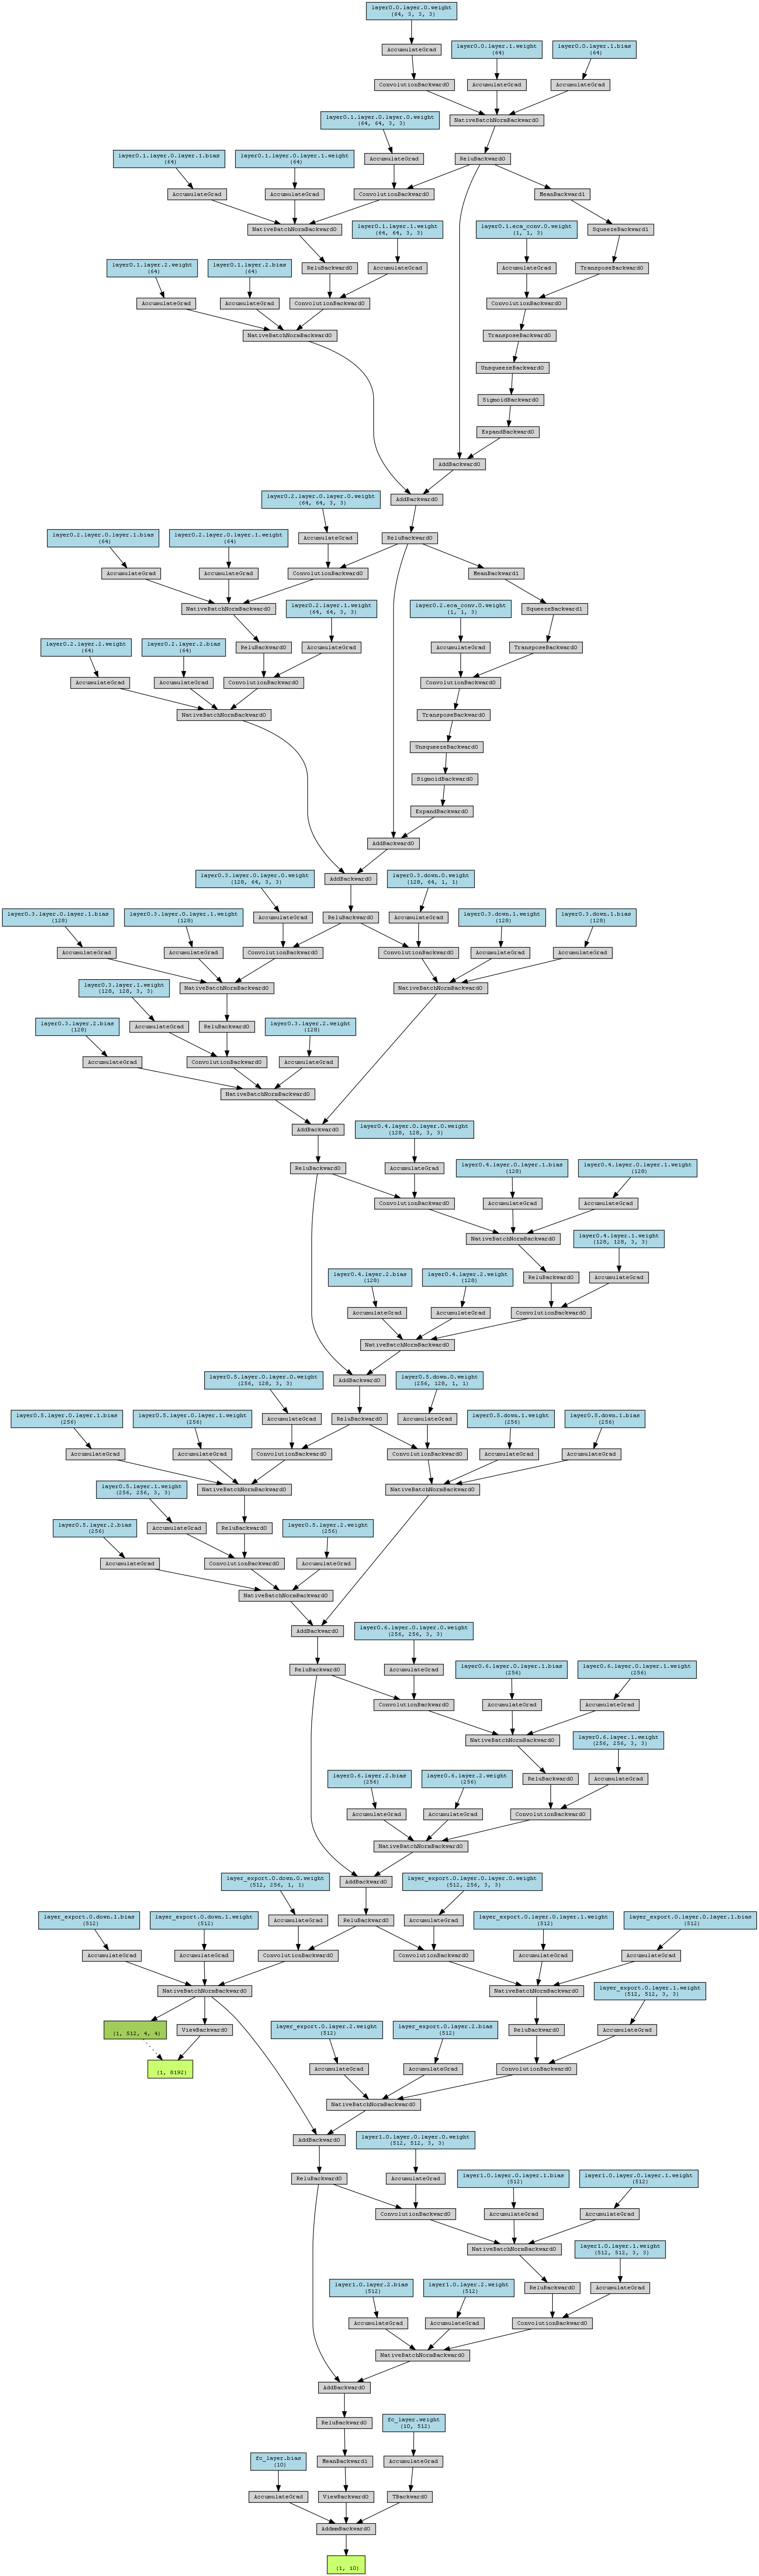 layer0.0.layer.0.weight
(64, 3, 3, 3)
AccumulateGrad
layer0.0.layer.1.weight
(64)
layer0.0.layer.1.bias
(64)
ConvolutionBackward0
AccumulateGrad
AccumulateGrad
layer0.1.layer.0.layer.0.weight
(64, 64, 3, 3)
NativeBatchNormBackward0
layer0.1.layer.0.layer.1.bias
(64)
layer0.1.layer.0.layer.1.weight
(64)
AccumulateGrad
ReluBackward0
AccumulateGrad
AccumulateGrad
ConvolutionBackward0
MeanBackward1
NativeBatchNormBackward0
layer0.1.layer.1.weight
(64, 64, 3, 3)
layer0.1.eca_conv.0.weight
(1, 1, 3)
SqueezeBackward1
layer0.1.layer.2.weight
(64)
layer0.1.layer.2.bias
(64)
ReluBackward0
AccumulateGrad
AccumulateGrad
TransposeBackward0
AccumulateGrad
AccumulateGrad
ConvolutionBackward0
ConvolutionBackward0
NativeBatchNormBackward0
TransposeBackward0
UnsqueezeBackward0
SigmoidBackward0
ExpandBackward0
AddBackward0
AddBackward0
layer0.2.layer.0.layer.0.weight
(64, 64, 3, 3)
layer0.2.layer.0.layer.1.bias
(64)
layer0.2.layer.0.layer.1.weight
(64)
AccumulateGrad
ReluBackward0
AccumulateGrad
AccumulateGrad
ConvolutionBackward0
MeanBackward1
NativeBatchNormBackward0
layer0.2.layer.1.weight
(64, 64, 3, 3)
layer0.2.eca_conv.0.weight
(1, 1, 3)
SqueezeBackward1
layer0.2.layer.2.weight
(64)
layer0.2.layer.2.bias
(64)
ReluBackward0
AccumulateGrad
AccumulateGrad
TransposeBackward0
AccumulateGrad
AccumulateGrad
ConvolutionBackward0
ConvolutionBackward0
NativeBatchNormBackward0
TransposeBackward0
UnsqueezeBackward0
SigmoidBackward0
ExpandBackward0
AddBackward0
AddBackward0
layer0.3.layer.0.layer.0.weight
(128, 64, 3, 3)
layer0.3.down.0.weight
(128, 64, 1, 1)
layer0.3.layer.0.layer.1.bias
(128)
layer0.3.layer.0.layer.1.weight
(128)
AccumulateGrad
ReluBackward0
AccumulateGrad
layer0.3.down.1.weight
(128)
layer0.3.down.1.bias
(128)
AccumulateGrad
AccumulateGrad
ConvolutionBackward0
ConvolutionBackward0
AccumulateGrad
AccumulateGrad
layer0.3.layer.1.weight
(128, 128, 3, 3)
NativeBatchNormBackward0
NativeBatchNormBackward0
layer0.3.layer.2.bias
(128)
AccumulateGrad
ReluBackward0
layer0.3.layer.2.weight
(128)
AccumulateGrad
ConvolutionBackward0
AccumulateGrad
NativeBatchNormBackward0
AddBackward0
layer0.4.layer.0.layer.0.weight
(128, 128, 3, 3)
ReluBackward0
AccumulateGrad
layer0.4.layer.0.layer.1.bias
(128)
layer0.4.layer.0.layer.1.weight
(128)
ConvolutionBackward0
AccumulateGrad
AccumulateGrad
NativeBatchNormBackward0
layer0.4.layer.1.weight
(128, 128, 3, 3)
layer0.4.layer.2.bias
(128)
layer0.4.layer.2.weight
(128)
ReluBackward0
AccumulateGrad
AccumulateGrad
AccumulateGrad
ConvolutionBackward0
NativeBatchNormBackward0
AddBackward0
layer0.5.layer.0.layer.0.weight
(256, 128, 3, 3)
layer0.5.down.0.weight
(256, 128, 1, 1)
layer0.5.layer.0.layer.1.bias
(256)
layer0.5.layer.0.layer.1.weight
(256)
AccumulateGrad
ReluBackward0
AccumulateGrad
layer0.5.down.1.weight
(256)
layer0.5.down.1.bias
(256)
AccumulateGrad
AccumulateGrad
ConvolutionBackward0
ConvolutionBackward0
AccumulateGrad
AccumulateGrad
layer0.5.layer.1.weight
(256, 256, 3, 3)
NativeBatchNormBackward0
NativeBatchNormBackward0
layer0.5.layer.2.bias
(256)
AccumulateGrad
ReluBackward0
layer0.5.layer.2.weight
(256)
AccumulateGrad
ConvolutionBackward0
AccumulateGrad
NativeBatchNormBackward0
AddBackward0
layer0.6.layer.0.layer.0.weight
(256, 256, 3, 3)
ReluBackward0
AccumulateGrad
layer0.6.layer.0.layer.1.bias
(256)
layer0.6.layer.0.layer.1.weight
(256)
ConvolutionBackward0
AccumulateGrad
AccumulateGrad
NativeBatchNormBackward0
layer0.6.layer.1.weight
(256, 256, 3, 3)
layer0.6.layer.2.bias
(256)
layer0.6.layer.2.weight
(256)
ReluBackward0
AccumulateGrad
AccumulateGrad
AccumulateGrad
ConvolutionBackward0
NativeBatchNormBackward0
AddBackward0
layer_export.0.down.0.weight
(512, 256, 1, 1)
layer_export.0.layer.0.layer.0.weight
(512, 256, 3, 3)
layer_export.0.down.1.bias
(512)
layer_export.0.down.1.weight
(512)
AccumulateGrad
ReluBackward0
AccumulateGrad
layer_export.0.layer.0.layer.1.weight
(512)
layer_export.0.layer.0.layer.1.bias
(512)
AccumulateGrad
AccumulateGrad
ConvolutionBackward0
ConvolutionBackward0
AccumulateGrad
AccumulateGrad
NativeBatchNormBackward0
NativeBatchNormBackward0
layer_export.0.layer.1.weight
(512, 512, 3, 3)
(1, 512, 4, 4)
ViewBackward0
layer_export.0.layer.2.weight
(512)
layer_export.0.layer.2.bias
(512)
ReluBackward0
AccumulateGrad
(1, 8192)
AccumulateGrad
AccumulateGrad
ConvolutionBackward0
NativeBatchNormBackward0
AddBackward0
layer1.0.layer.0.layer.0.weight
(512, 512, 3, 3)
ReluBackward0
AccumulateGrad
layer1.0.layer.0.layer.1.bias
(512)
layer1.0.layer.0.layer.1.weight
(512)
ConvolutionBackward0
AccumulateGrad
AccumulateGrad
NativeBatchNormBackward0
layer1.0.layer.1.weight
(512, 512, 3, 3)
layer1.0.layer.2.bias
(512)
layer1.0.layer.2.weight
(512)
ReluBackward0
AccumulateGrad
AccumulateGrad
AccumulateGrad
ConvolutionBackward0
NativeBatchNormBackward0
AddBackward0
ReluBackward0
fc_layer.weight
(10, 512)
fc_layer.bias
(10)
MeanBackward1
AccumulateGrad
AccumulateGrad
ViewBackward0
TBackward0
AddmmBackward0
(1, 10)